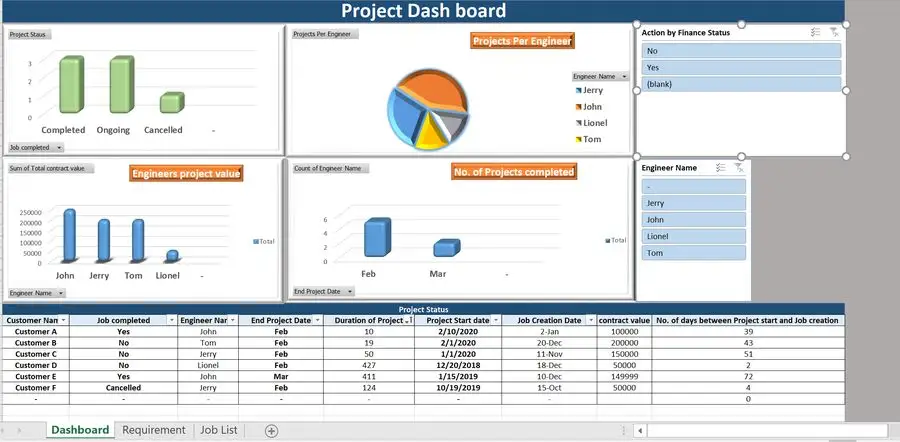 Project Dash board
Project Staus
3
2
1
0
Completed Ongoing Cancelled -
Job completed
Projects Per Engineer
Projects Per Engineer
Engineer Name
Jerry
John
Lionel
Tom
Action by Finance Status
No
Yes
(blank)
Sum of Total contract value
Engineers project value
250000
200000
150000
100000
50000
0
John Jerry Tom Lionel -
Total
Engineer Name
Count of Engineer Name
No. of Projects completed
6
4
2
0
Feb Mar -
Total
End Project Date
Engineer Name
-
Jerry
John
Lionel
Tom
Project Status
Customer Nam Job completed Engineer Nar End Project Date Duration of Project Project Start date Job Creation Date contract value No. of days between Project start and Job creation
Customer A Yes John Feb 10 2/10/2020 2-Jan 100000 39
Customer B No Tom Feb 19 2/1/2020 20-Dec 200000 43
Customer C No Jerry Feb 50 1/1/2020 11-Nov 150000 51
Customer D No Lionel Feb 427 12/20/2018 18-Dec 50000 2
Customer E Yes John Mar 411 1/15/2019 10-Dec 149999 72
Customer F Cancelled Jerry Feb 124 10/19/2019 15-Oct 50000 4
- - - - - - - - 0
Dashboard Requirement Job List